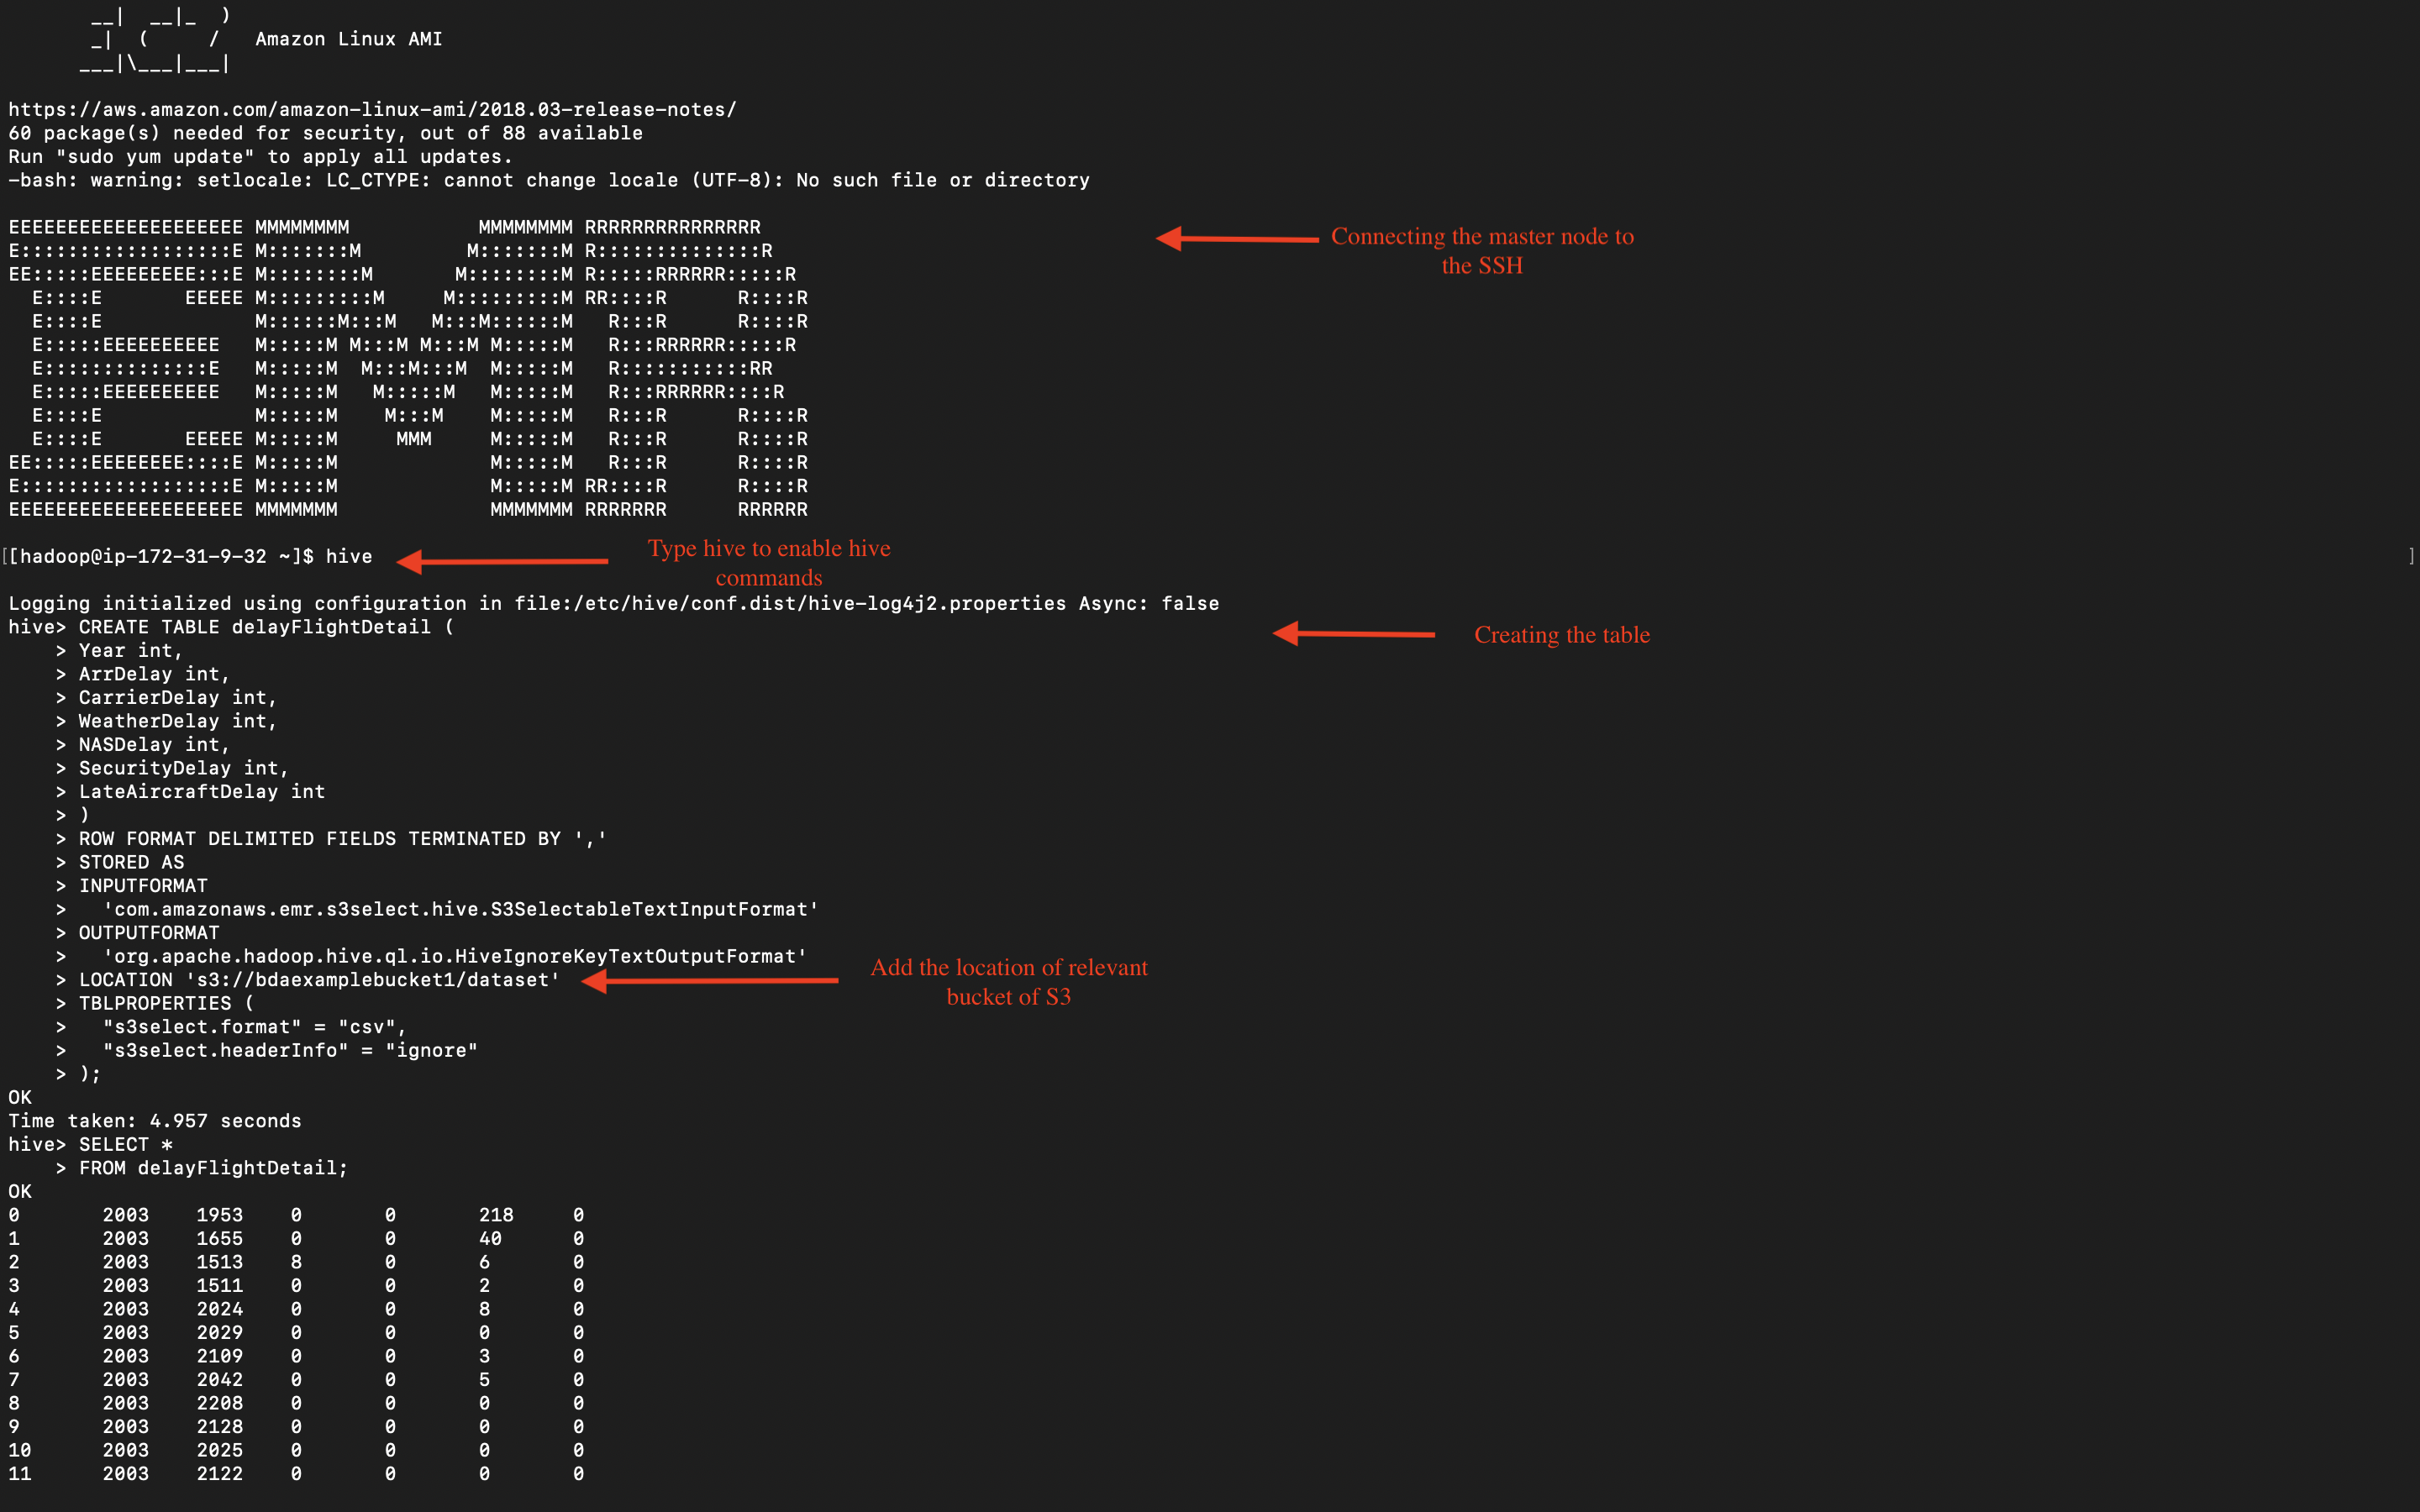 __|  __|_  )
       _|  (     /   Amazon Linux AMI
      ___|\___|___|
https://aws.amazon.com/amazon-linux-ami/2018.03-release-notes/
60 package(s) needed for security, out of 88 available
Run "sudo yum update" to apply all updates.
-bash: warning: setlocale: LC_CTYPE: cannot change locale (UTF-8): No such file or directory
EEEEEEEEEEEEEEEEEEEE MMMMMMMM           MMMMMMMM RRRRRRRRRRRRRRR
E::::::::::::::::::E M:::::::M         M:::::::M R::::::::::::::R
Connecting the master node to
the SSH
EE:::::EEEEEEEEE:::E M::::::::M       M::::::::M R:::::RRRRRR:::::R
  E::::E       EEEEE M:::::::::M     M:::::::::M RR::::R      R::::R
  E::::E             M::::::M:::M   M:::M::::::M   R:::R      R::::R
  E:::::EEEEEEEEEE   M:::::M M:::M M:::M M:::::M   R:::RRRRRR:::::R
  E::::::::::::::E   M:::::M  M:::M:::M  M:::::M   R:::::::::::RR
  E:::::EEEEEEEEEE   M:::::M   M:::::M   M:::::M   R:::RRRRRR::::R
  E::::E             M:::::M    M:::M    M:::::M   R:::R      R::::R
  E::::E       EEEEE M:::::M     MMM     M:::::M   R:::R      R::::R
EE:::::EEEEEEEE::::E M:::::M             M:::::M   R:::R      R::::R
E::::::::::::::::::E M:::::M             M:::::M RR::::R      R::::R
EEEEEEEEEEEEEEEEEEEE MMMMMMM             MMMMMMM RRRRRRR      RRRRRR
[[hadoop@ip-172-31-9-32 ~]$ hive ]
Type hive to enable hive
commands
Logging initialized using configuration in file:/etc/hive/conf.dist/hive-log4j2.properties Async: false
hive> CREATE TABLE delayFlightDetail (
Creating the table
    > Year int,
    > ArrDelay int,
    > CarrierDelay int,
    > WeatherDelay int,
    > NASDelay int,
    > SecurityDelay int,
    > LateAircraftDelay int
    > )
    > ROW FORMAT DELIMITED FIELDS TERMINATED BY ','
    > STORED AS
    > INPUTFORMAT
    >   'com.amazonaws.emr.s3select.hive.S3SelectableTextInputFormat'
    > OUTPUTFORMAT
    >   'org.apache.hadoop.hive.ql.io.HiveIgnoreKeyTextOutputFormat'
    > LOCATION 's3://bdaexamplebucket1/dataset'
Add the location of relevant
bucket of S3
    > TBLPROPERTIES (
    >   "s3select.format" = "csv",
    >   "s3select.headerInfo" = "ignore"
    > );
OK
Time taken: 4.957 seconds
hive> SELECT *
    > FROM delayFlightDetail;
OK
0       2003    1953    0       0       218     0
1       2003    1655    0       0       40      0
2       2003    1513    8       0       6       0
3       2003    1511    0       0       2       0
4       2003    2024    0       0       8       0
5       2003    2029    0       0       0       0
6       2003    2109    0       0       3       0
7       2003    2042    0       0       5       0
8       2003    2208    0       0       0       0
9       2003    2128    0       0       0       0
10      2003    2025    0       0       0       0
11      2003    2122    0       0       0       0